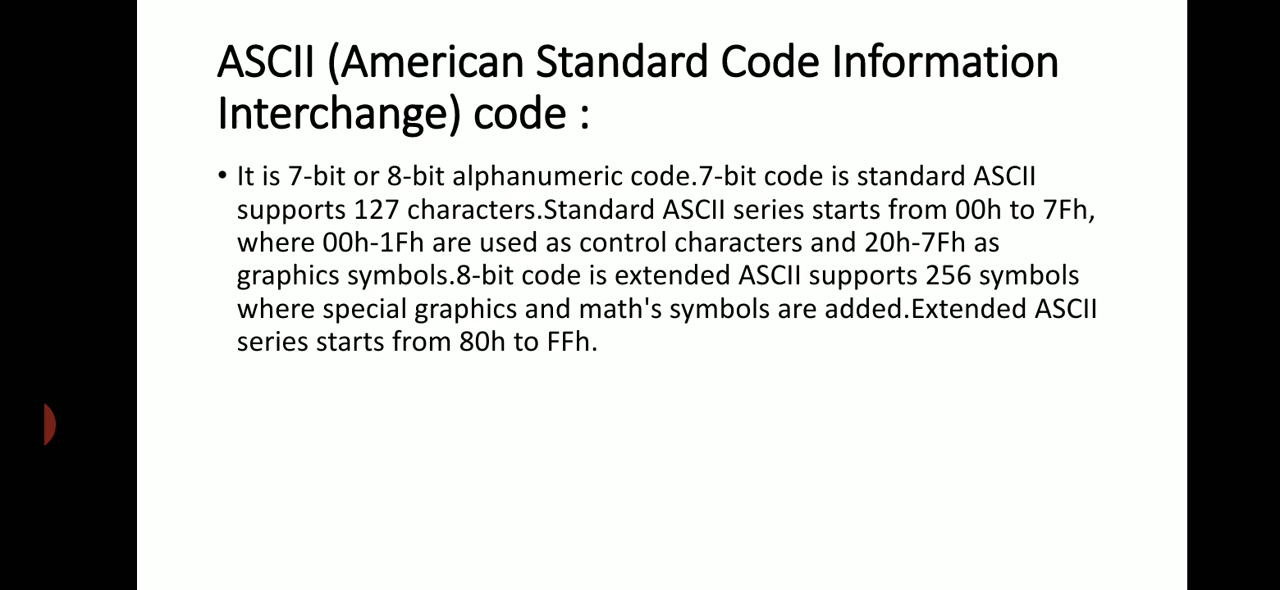 ASCII (American Standard Code Information
Interchange) code :
• It is 7-bit or 8-bit alphanumeric code.7-bit code is standard ASCII
supports 127 characters.Standard ASCII series starts from 00h to 7Fh,
where 00h-1Fh are used as control characters and 20h-7Fh as
graphics symbols.8-bit code is extended ASCII supports 256 symbols
where special graphics and math's symbols are added.Extended ASCII
series starts from 80h to FFh.